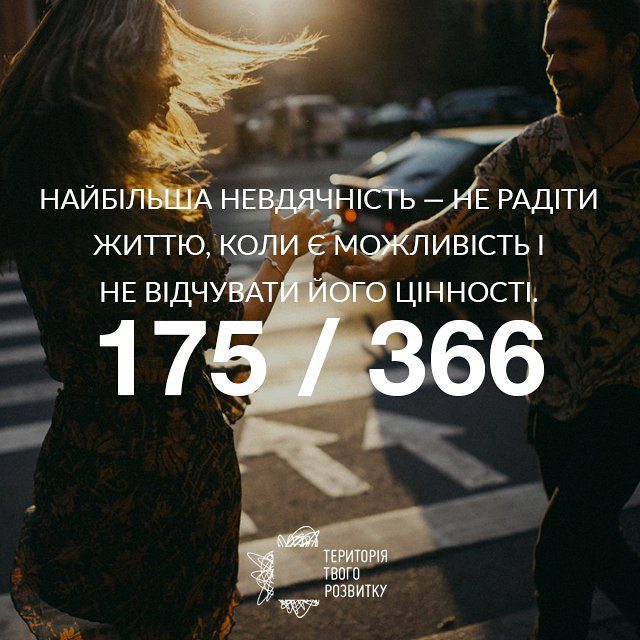 НАЙБІЛЬША НЕВДЯЧНІСТЬ — НЕ РАДІТИ
ЖИТТЮ, КОЛИ Є МОЖЛИВІСТЬ І
НЕ ВІДЧУВАТИ ЙОГО ЦІННОСТІ.
175 / 366
ТЕРИТОРІЯ
ТВОГО
РОЗВИТКУ